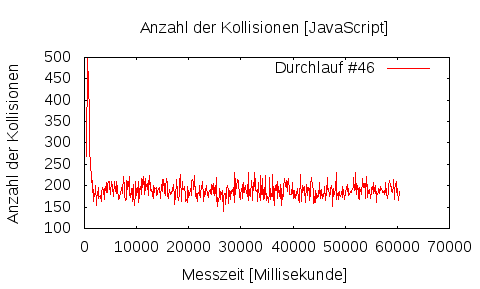 Anzahl der Kollisionen [JavaScript]
Durchlauf #46
500
450
400
350
300
250
200
150
100
Anzahl der Kollisionen
0 10000 20000 30000 40000 50000 60000 70000
Messzeit [Millisekunde]